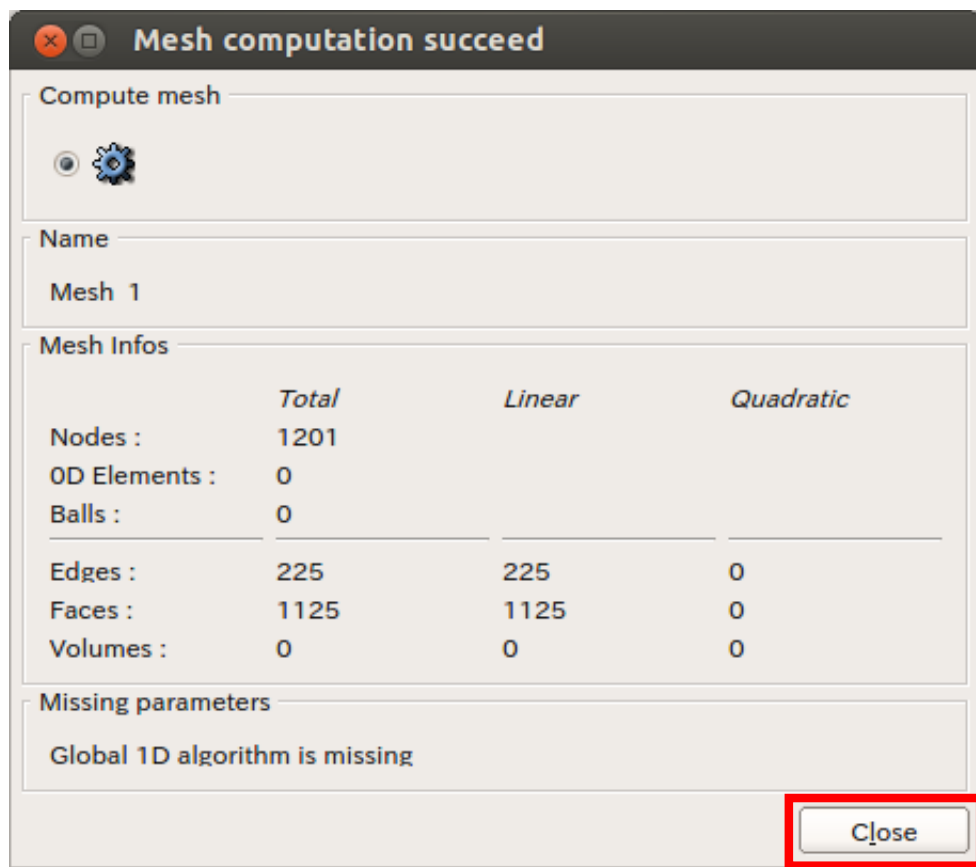 Mesh computation succeed
Compute mesh
Name
Mesh_1
Mesh Infos
Total Linear Quadratic
Nodes : 1201
0D Elements : 0
Balls : 0
Edges : 225 225 0
Faces : 1125 1125 0
Volumes : 0 0 0
Missing parameters
Global 1D algorithm is missing
Close